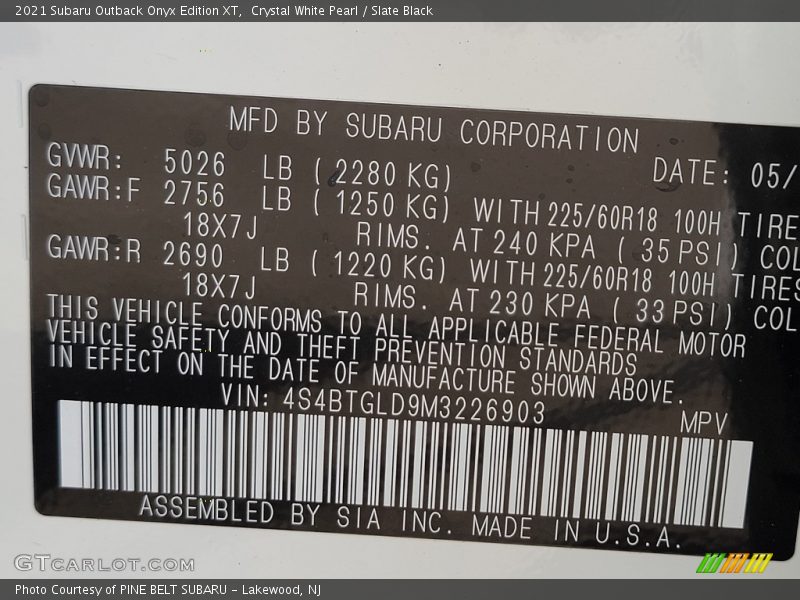 2021 Subaru Outback Onyx Edition XT,  Crystal White Pearl / Slate Black
MFD BY SUBARU CORPORATION
GVWR: 5026 LB ( 2280 KG) DATE: 05/
GAWR:F 2756 LB ( 1250 KG) WITH 225/60R18 100H TIRE
18X7J RIMS. AT 240 KPA ( 35 PSI) COL
GAWR:R 2690 LB ( 1220 KG) WITH 225/60R18 100H TIRES
18X7J RIMS. AT 230 KPA ( 33 PSI) COL
THIS VEHICLE CONFORMS TO ALL APPLICABLE FEDERAL MOTOR
VEHICLE SAFETY AND THEFT PREVENTION STANDARDS
IN EFFECT ON THE DATE OF MANUFACTURE SHOWN ABOVE.
VIN: 4S4BTGLD9M3226903 MPV
ASSEMBLED BY SIA INC. MADE IN U.S.A.
GTCARLOT.COM
Photo Courtesy of PINE BELT SUBARU - Lakewood, NJ